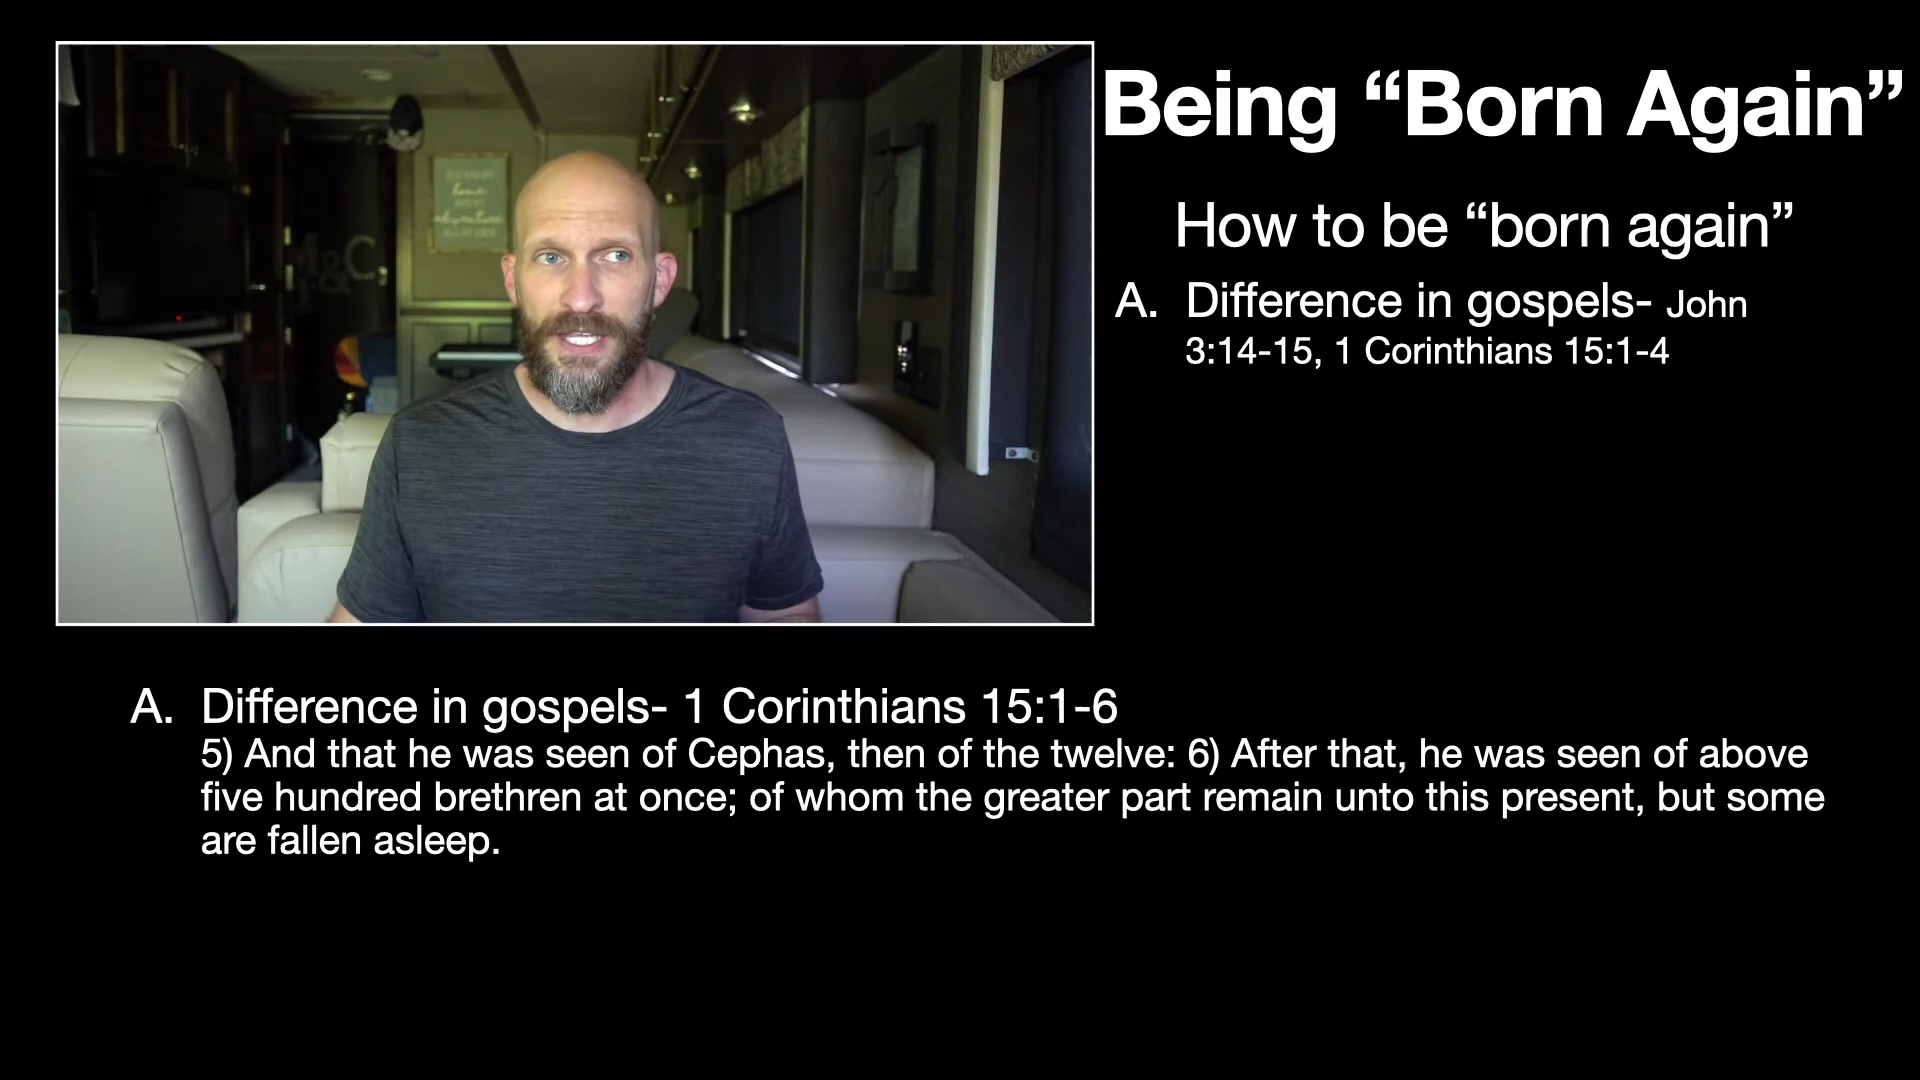 Being “Born Again”
How to be “born again”
A. Difference in gospels- John
3:14-15, 1 Corinthians 15:1-4
home
adventure
M&C
A. Difference in gospels- 1 Corinthians 15:1-6
5) And that he was seen of Cephas, then of the twelve: 6) After that, he was seen of above
five hundred brethren at once; of whom the greater part remain unto this present, but some
are fallen asleep.